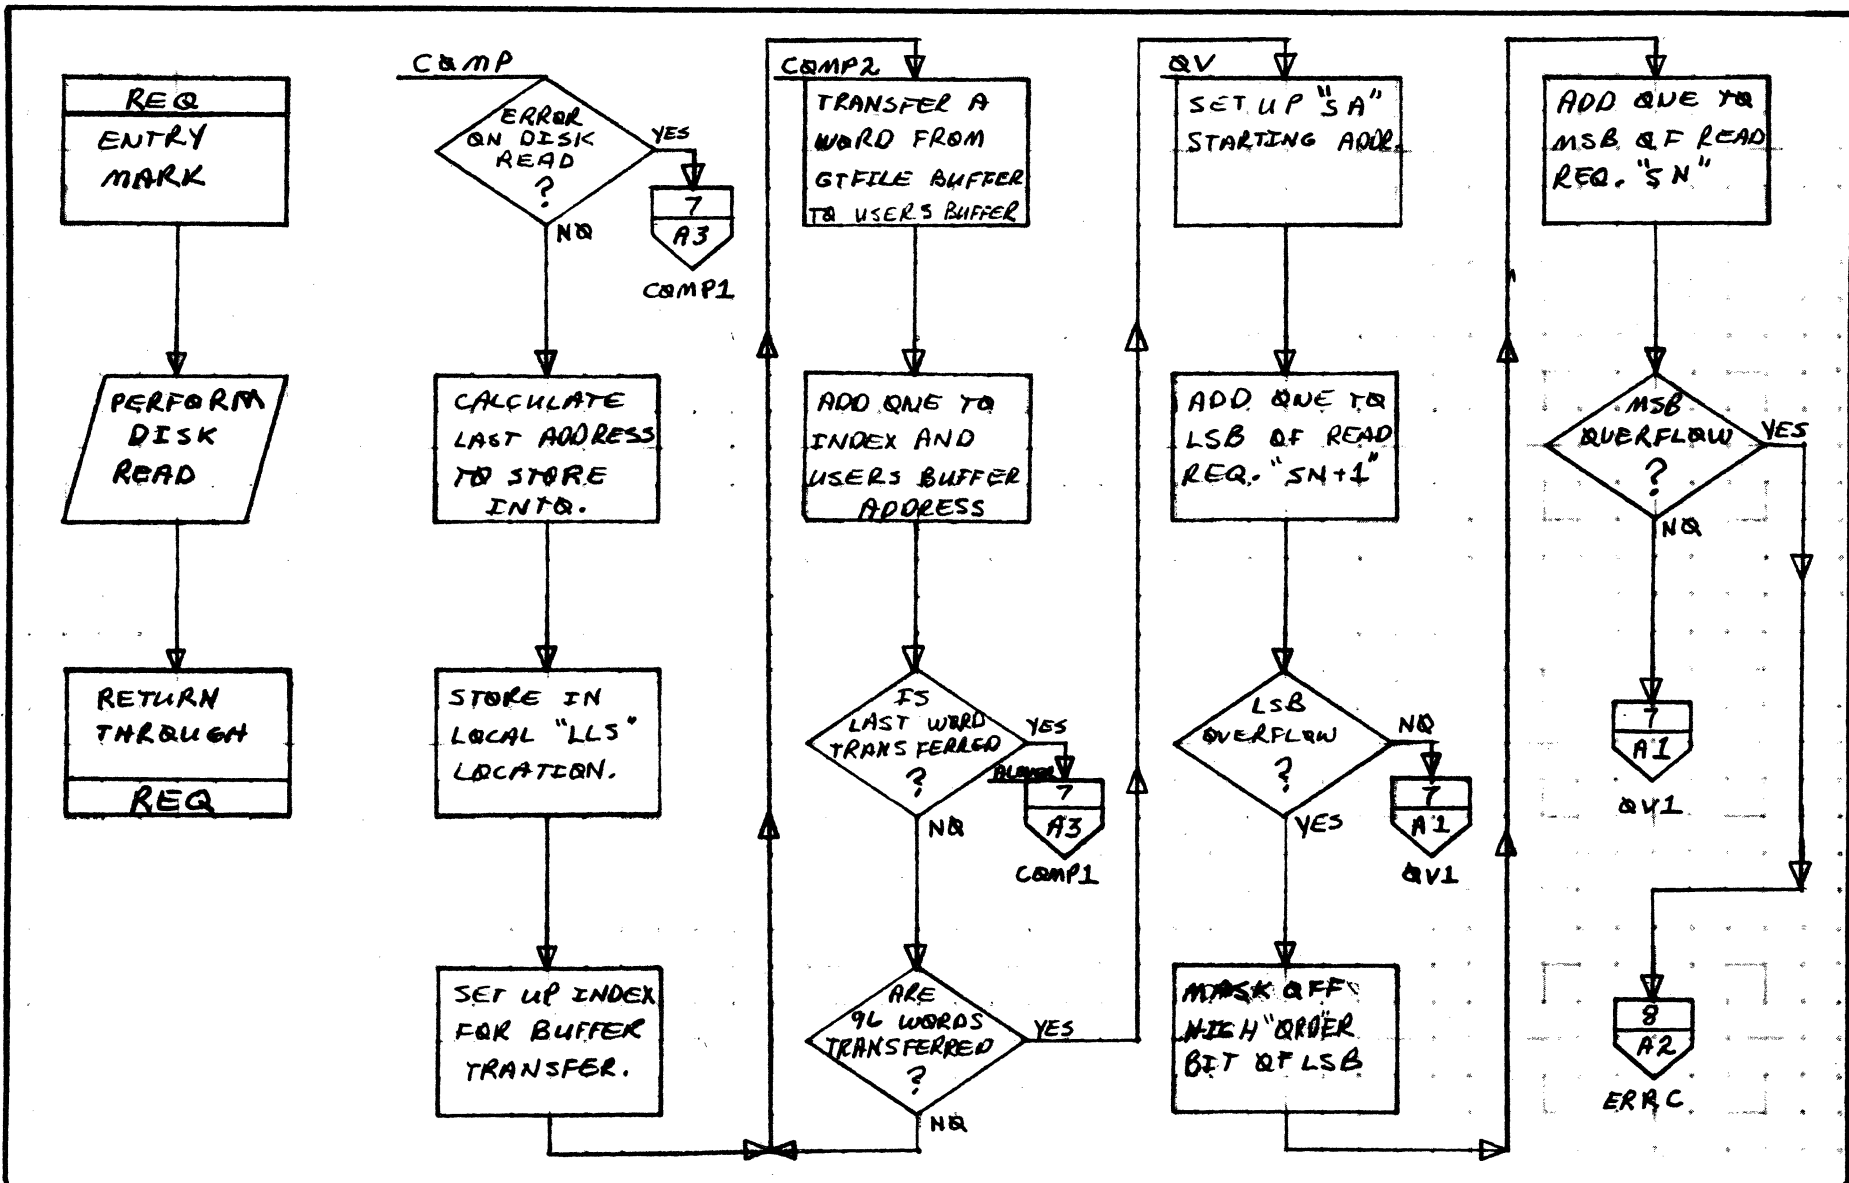 REQ
ENTRY
MARK
PERFORM
DISK
READ
RETURN
THROUGH
REQ
COMP
ERROR
ON DISK
READ
?
YES
NO
7
A3
COMP1
CALCULATE
LAST ADDRESS
TO STORE
INTO.
STORE IN
LOCAL "LLS"
LOCATION.
SET UP INDEX
FOR BUFFER
TRANSFER.
COMP2
TRANSFER A
WORD FROM
GTFILE BUFFER
TO USERS BUFFER
ADD ONE TO
INDEX AND
USERS BUFFER
ADDRESS
IS
LAST WORD
TRANSFERRED
?
YES
NO
7
A3
COMP1
ARE
96 WORDS
TRANSFERRED
?
YES
NO
OV
SET UP "SA"
STARTING ADDR.
ADD ONE TO
LSB OF READ
REQ. "SN+1"
LSB
OVERFLOW
?
NO
YES
7
A1
OV1
MASK OFF
HIGH "ORDER
BIT OF LSB
ADD ONE TO
MSB OF READ
REQ. "SN"
MSB
OVERFLOW
?
YES
NO
7
A1
OV1
8
A2
ERRC